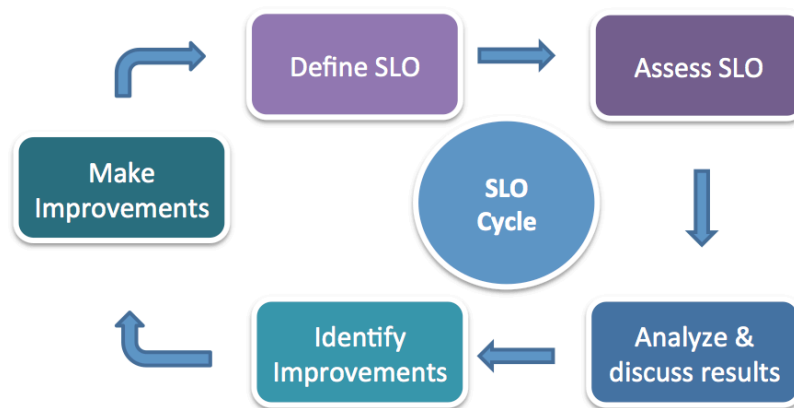 Define SLO
Assess SLO
Make
Improvements
SLO
Cycle
Identify
Improvements
Analyze &
discuss results